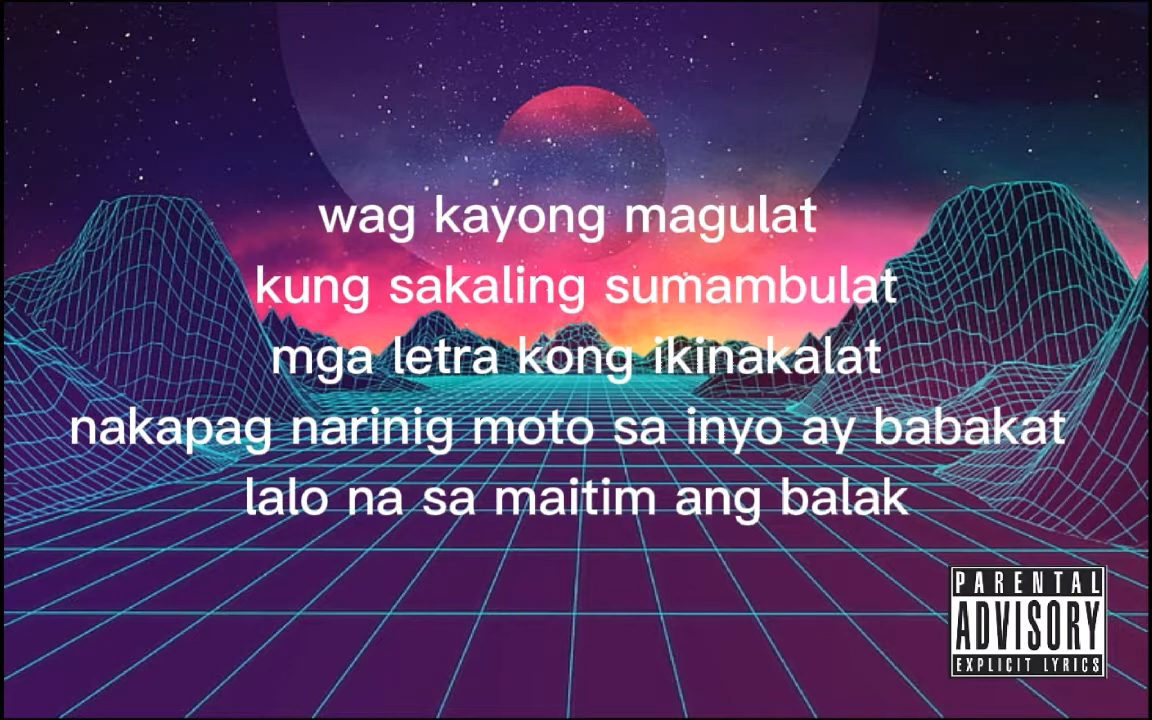 wag kayong magulat
kung sakaling sumambulat
mga letra kong ikinakalat
nakapag narinig moto sa inyo ay babakat
lalo na sa maitim ang balak
PARENTAL
ADVISORY
EXPLICIT LYRICS